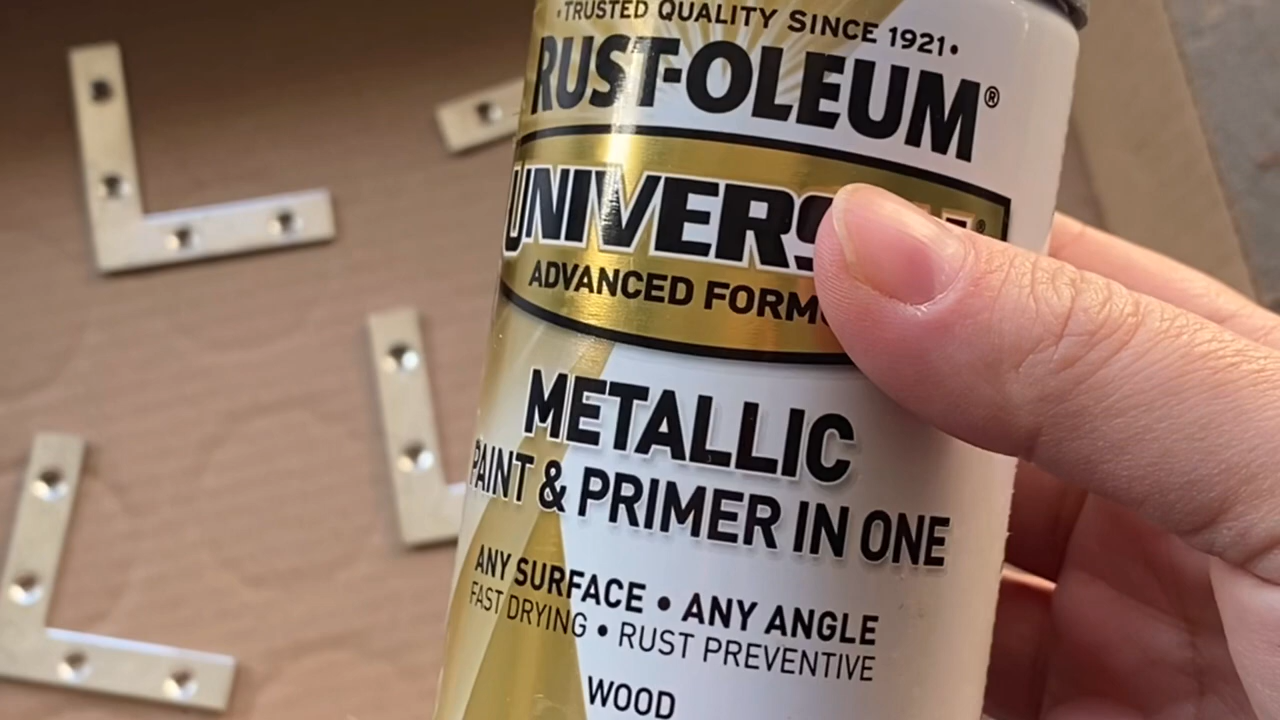 •TRUSTED QUALITY SINCE 1921•
RUST-OLEUM®
ADVANCED
METALLIC
PAINT & PRIMER IN ONE
ANY SURFACE • ANY ANGLE
FAST DRYING • RUST PREVENTIVE
WOOD